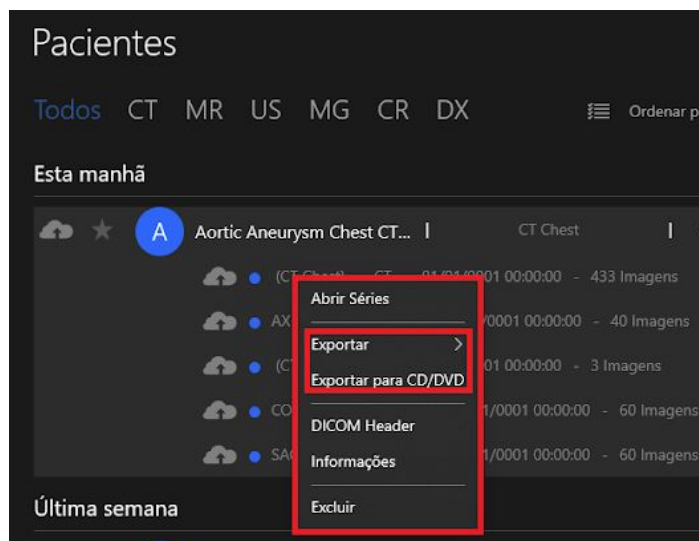 Pacientes
Todos CT MR US MG CR DX Ordenar p
Esta manhã
A Aortic Aneurysm Chest CT... | CT Chest |
(CT Chest) - CT - 01/01/0001 00:00:00 - 433 Imagens
Abrir Séries
AX /0001 00:00:00 - 40 Imagens
Exportar >
(C 01 00:00:00 - 3 Imagens
Exportar para CD/DVD
CO 1/0001 00:00:00 - 60 Imagens
DICOM Header
SAG 1/0001 00:00:00 - 60 Imagens
Informações
Última semana
Excluir